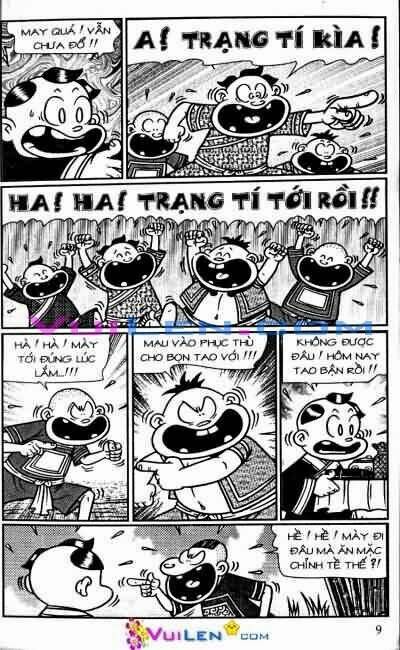 MAY QUÁ! VẪN
CHƯA ĐỔ!!
A! TRẠNG TÍ KÌA!
HA! HA! TRẠNG TÍ TỚI RỒI!!
HÀ! HÀ! MÀY
TỚI ĐÚNG LÚC
LẮM...!!!
MAU VÀO PHỤC THÙ
CHO BỌN TAO VỚI!!!
KHÔNG ĐƯỢC
ĐÂU! HÔM NAY
TAO BẬN RỒI!!
VUILEN.COM
HỀ! HỀ! MÀY ĐI
ĐÂU MÀ ĂN MẶC
CHỈNH TỀ THẾ?!
9
VUILEN.COM